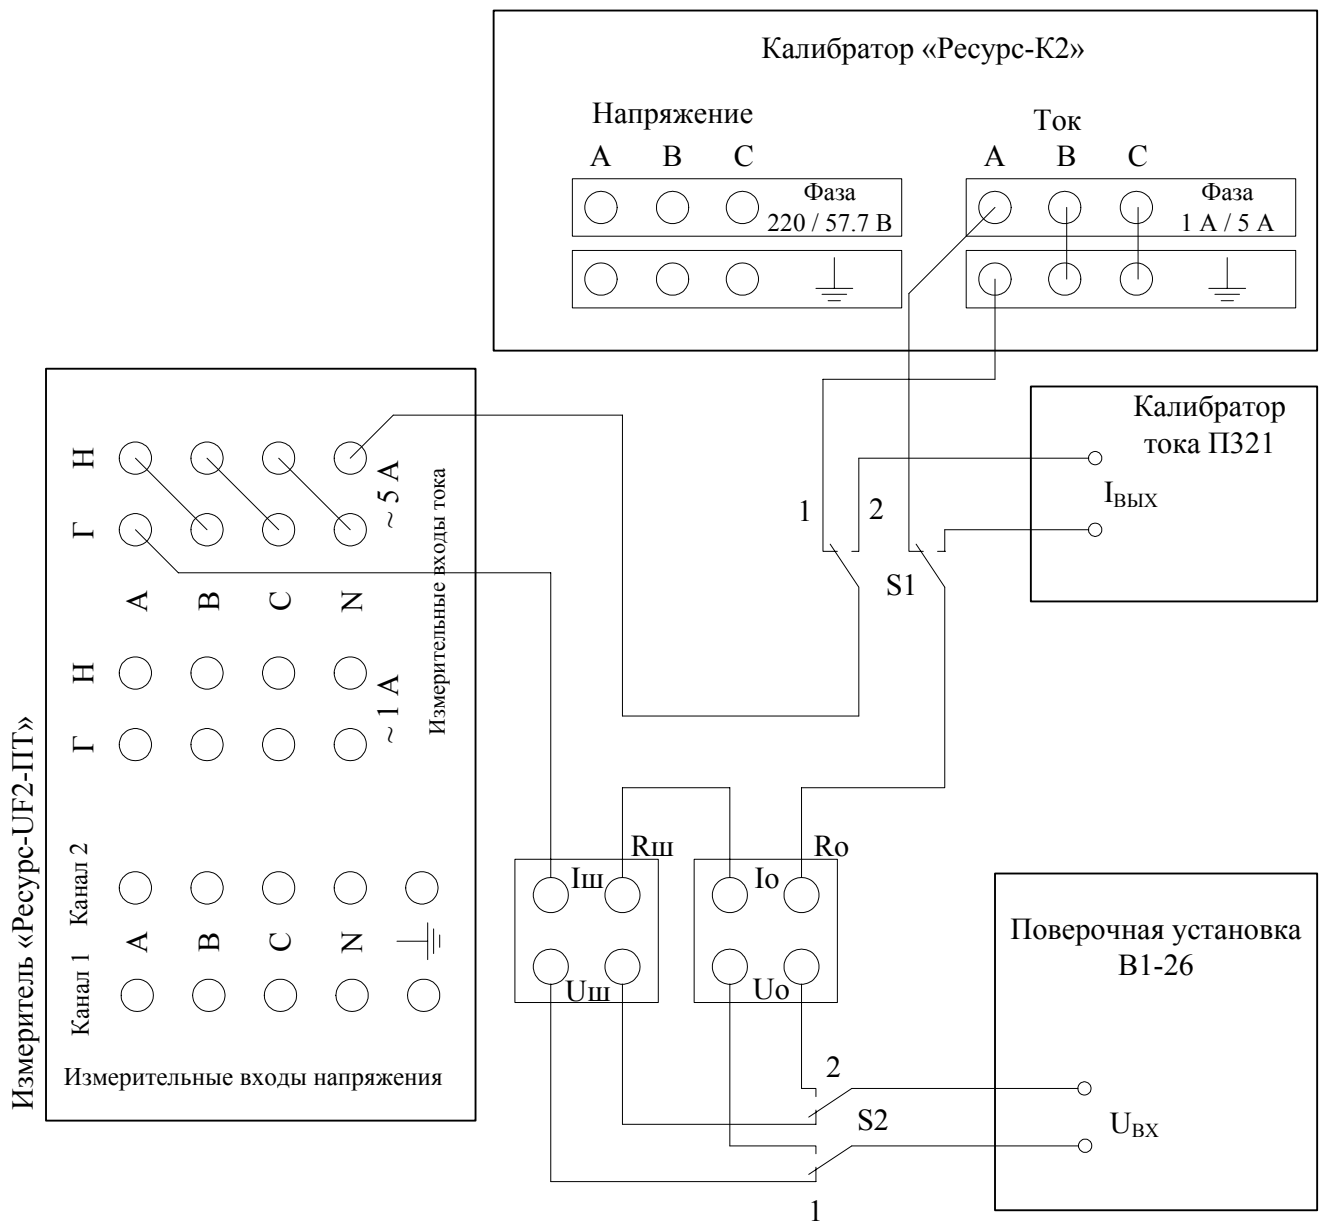 Калибратор «Ресурс-К2»
Напряжение
Ток
А В С
А В С
Фаза
220 / 57.7 В
Фаза
1 А / 5 А
Калибратор
тока П321
IВЫХ
1
2
S1
Измеритель «Ресурс-UF2-ПТ»
Н
Г
~ 5 А
А В С N
Н
Г
~ 1 А
Измерительные входы тока
Канал 2
А В С N
Канал 1
Измерительные входы напряжения
Rш
Iш
Uш
Rо
Iо
Uо
2
S2
1
Поверочная установка
В1-26
UВХ